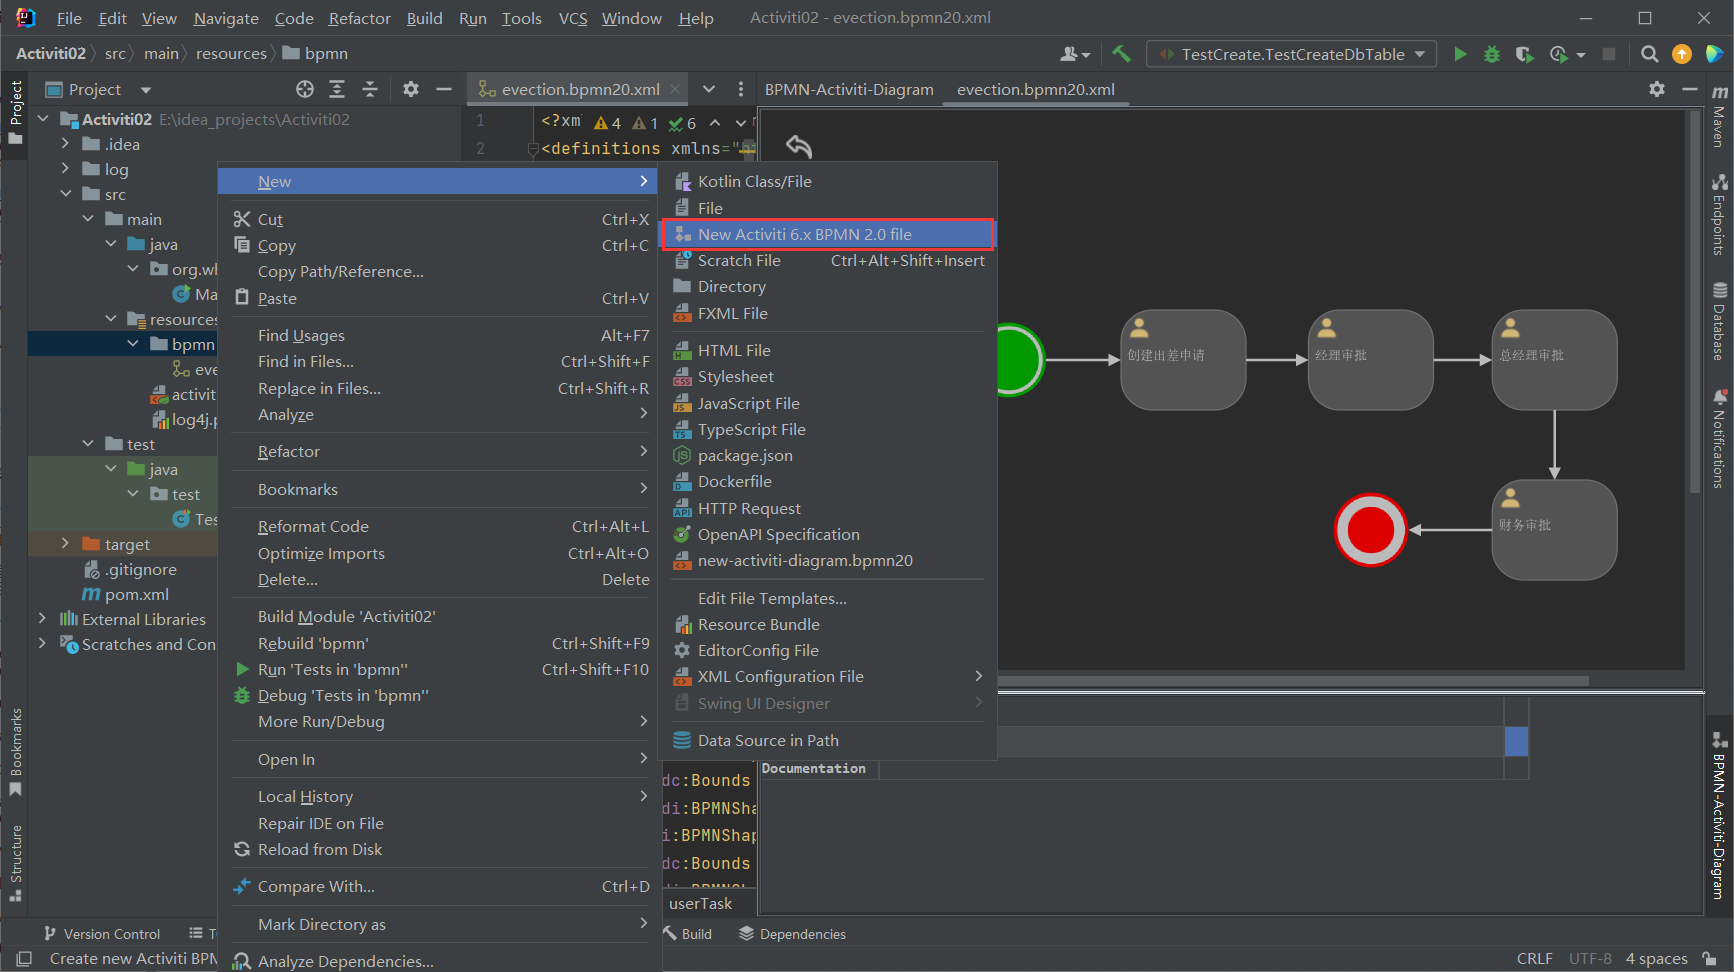 File Edit View Navigate Code Refactor Build Run Tools VCS Window Help Activiti02 - evection.bpmn20.xml
Activiti02 src main resources bpmn TestCreate.TestCreateDbTable
Project
Project evection.bpmn20.xml BPMN-Activiti-Diagram evection.bpmn20.xml
Activiti02 E:\idea_projects\Activiti02
.idea
log
src
main
java
org.wl
Ma
resources
bpmn
eve
activit
log4j.p
test
java
test
Tes
target
.gitignore
pom.xml
External Libraries
Scratches and Con
Bookmarks
Structure
1 <?xm 4 1 6
2 <definitions xmlns="ht
New
Cut Ctrl+X
Copy Ctrl+C
Copy Path/Reference...
Paste Ctrl+V
Find Usages Alt+F7
Find in Files... Ctrl+Shift+F
Replace in Files... Ctrl+Shift+R
Analyze
Refactor
Bookmarks
Reformat Code Ctrl+Alt+L
Optimize Imports Ctrl+Alt+O
Delete... Delete
Build Module 'Activiti02'
Rebuild 'bpmn' Ctrl+Shift+F9
Run 'Tests in 'bpmn'' Ctrl+Shift+F10
Debug 'Tests in 'bpmn''
More Run/Debug
Open In
Local History
Repair IDE on File
Reload from Disk
Compare With... Ctrl+D
Mark Directory as
Analyze Dependencies...
Kotlin Class/File
File
New Activiti 6.x BPMN 2.0 file
Scratch File Ctrl+Alt+Shift+Insert
Directory
FXML File
HTML File
Stylesheet
JavaScript File
TypeScript File
package.json
Dockerfile
HTTP Request
OpenAPI Specification
new-activiti-diagram.bpmn20
Edit File Templates...
Resource Bundle
EditorConfig File
XML Configuration File
Swing UI Designer
Data Source in Path
dc:Bounds
di:BPMNSha
i:BPMNShap
dc:Bounds
userTask
创建出差申请
经理审批
总经理审批
财务审批
Documentation
Maven
Endpoints
Database
Notifications
BPMN-Activiti-Diagram
Version Control T Build Dependencies
Create new Activiti BPM CRLF UTF-8 4 spaces